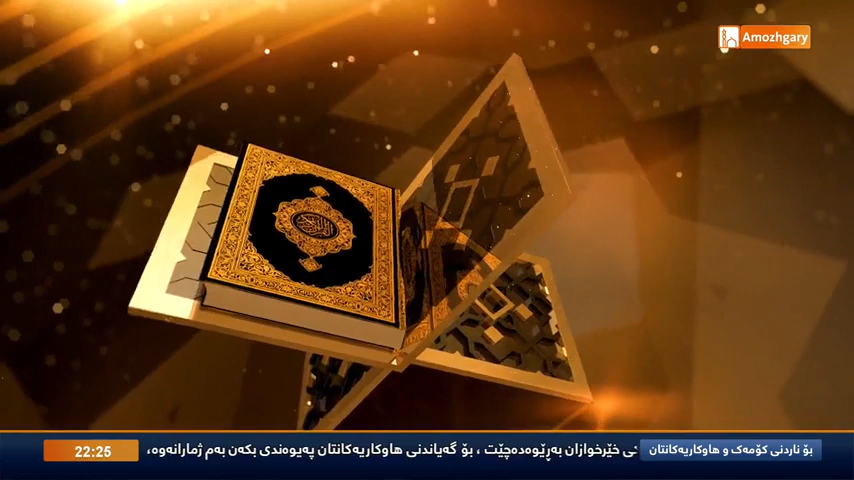 Amozhgary
بۆ ناردنی کۆمەک و هاوکاریەکانتان
خێرخوازان بەڕێوەدەچێت ، بۆ گەیاندنی هاوکاریەکانتان پەیوەندی بکەن بەم ژمارانەوە،
22:25